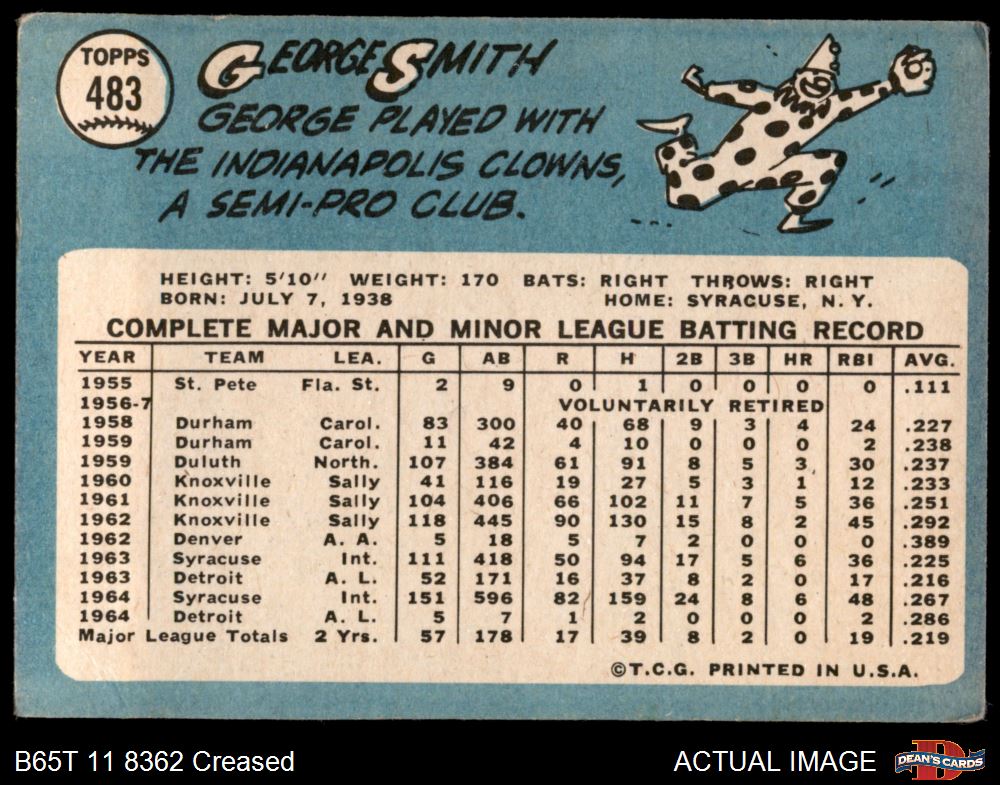 TOPPS
483
GEORGE SMITH
GEORGE PLAYED WITH
THE INDIANAPOLIS CLOWNS,
A SEMI-PRO CLUB.
HEIGHT: 5'10" WEIGHT: 170 BATS: RIGHT THROWS: RIGHT
BORN: JULY 7, 1938 HOME: SYRACUSE, N. Y.
COMPLETE MAJOR AND MINOR LEAGUE BATTING RECORD
YEAR TEAM LEA. G AB R H 2B 3B HR RBI AVG.
1955 St. Pete Fla. St. 2 9 0 1 0 0 0 0 .111
1956-7 VOLUNTARILY RETIRED
1958 Durham Carol. 83 300 40 68 9 3 4 24 .227
1959 Durham Carol. 11 42 4 10 0 0 0 2 .238
1959 Duluth North. 107 384 61 91 8 5 3 30 .237
1960 Knoxville Sally 41 116 19 27 5 3 1 12 .233
1961 Knoxville Sally 104 406 66 102 11 7 5 36 .251
1962 Knoxville Sally 118 445 90 130 15 8 2 45 .292
1962 Denver A. A. 5 18 5 7 2 0 0 0 .389
1963 Syracuse Int. 111 418 50 94 17 5 6 36 .225
1963 Detroit A. L. 52 171 16 37 8 2 0 17 .216
1964 Syracuse Int. 151 596 82 159 24 8 6 48 .267
1964 Detroit A. L. 5 7 1 2 0 0 0 2 .286
Major League Totals 2 Yrs. 57 178 17 39 8 2 0 19 .219
©T.C.G. PRINTED IN U.S.A.
B65T 11 8362 Creased
ACTUAL IMAGE
D
DEAN'S CARDS